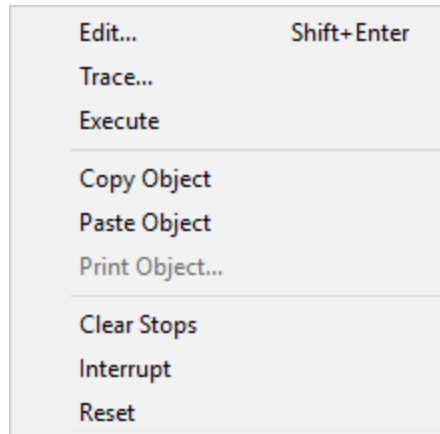 Edit... Shift+Enter
Trace...
Execute
Copy Object
Paste Object
Print Object...
Clear Stops
Interrupt
Reset